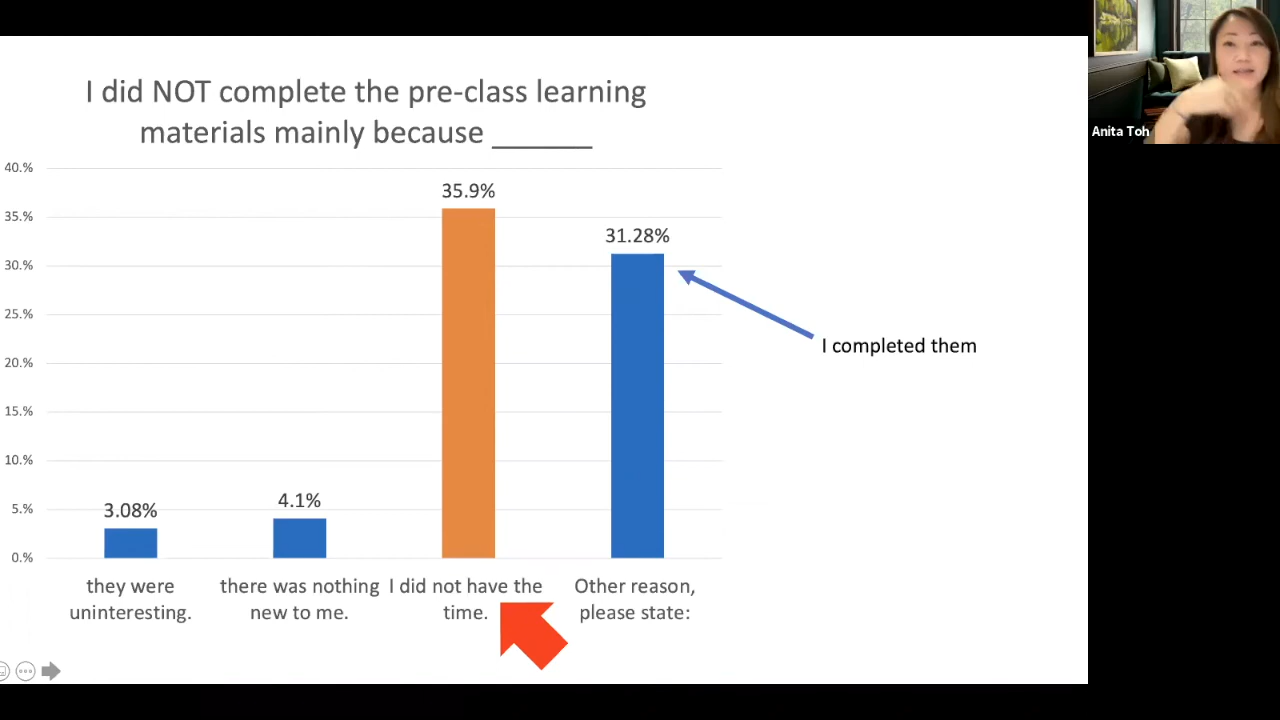 I did NOT complete the pre-class learning
materials mainly because ______
40.%
35.%
30.%
25.%
20.%
15.%
10.%
5.%
0.%
3.08%
4.1%
35.9%
31.28%
they were
uninteresting.
there was nothing
new to me.
I did not have the
time.
Other reason,
please state:
I completed them
Anita Toh